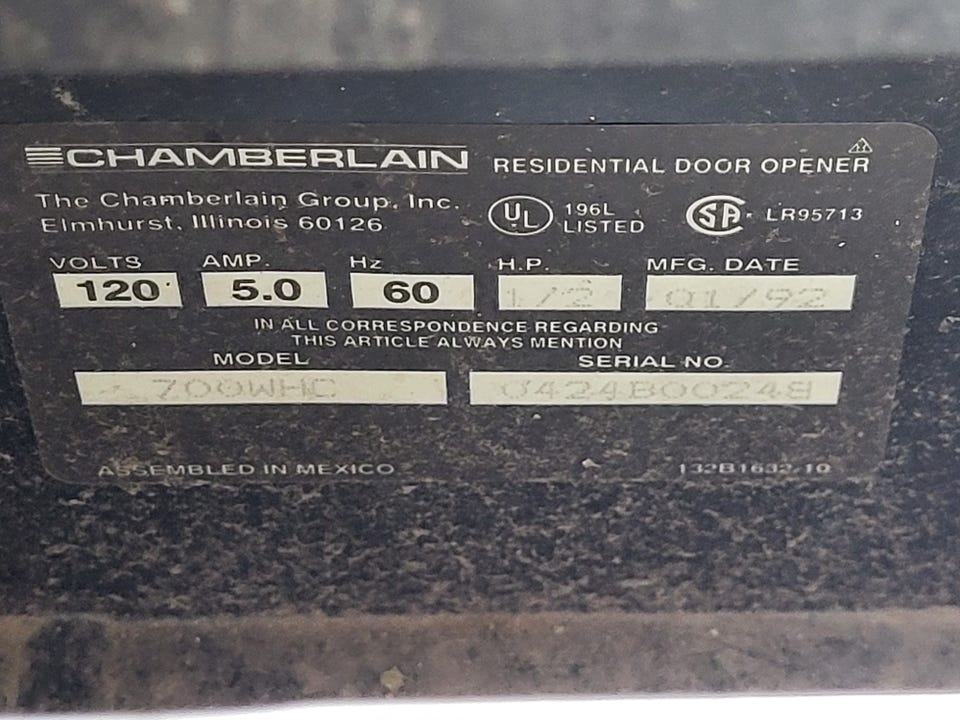 CHAMBERLAIN
RESIDENTIAL DOOR OPENER
The Chamberlain Group, Inc.
Elmhurst, Illinois 60126
UL 196L
LISTED
SA LR95713
VOLTS AMP. Hz H.P. MFG. DATE
120 5.0 60 1/2 01/92
IN ALL CORRESPONDENCE REGARDING
THIS ARTICLE ALWAYS MENTION
MODEL SERIAL NO.
700WHC 0424B00248
ASSEMBLED IN MEXICO 132B1632-10